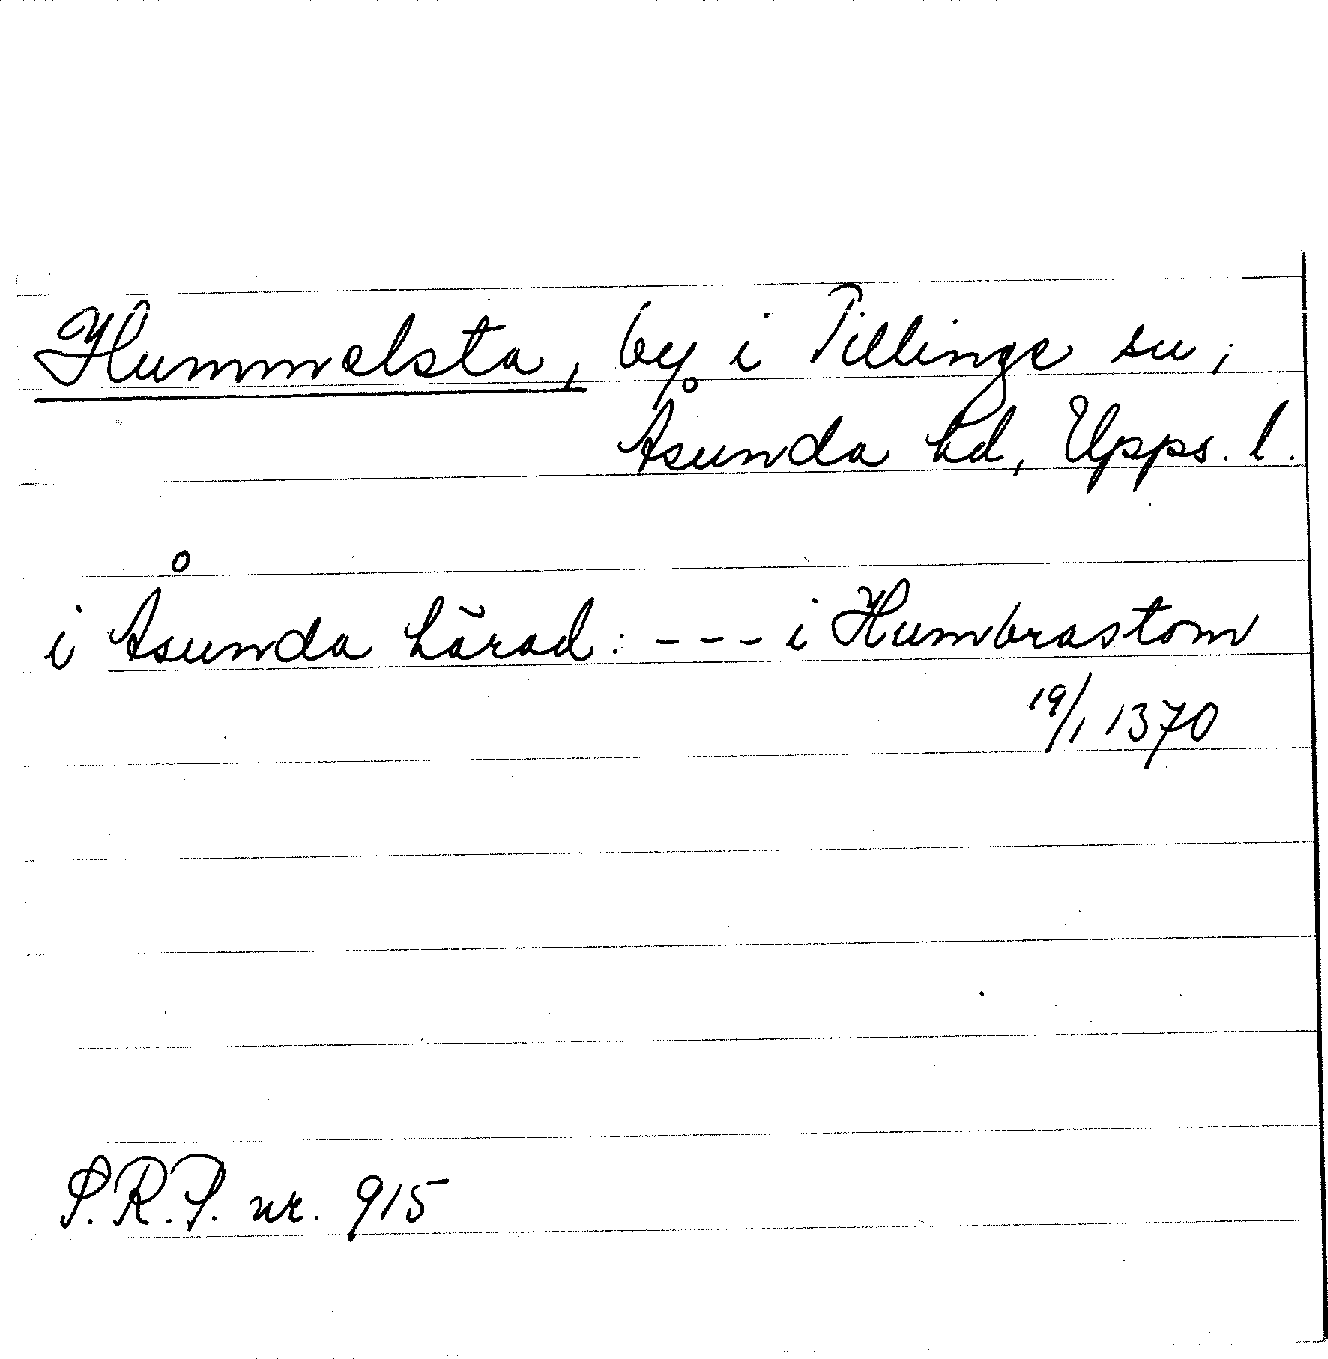 Hummelsta, by i Tillinge sn;
Åsunda hd, Upps. l.
i Åsunda härad: --- i Humbrastom
19/1 1370
S.R.P. nr. 915